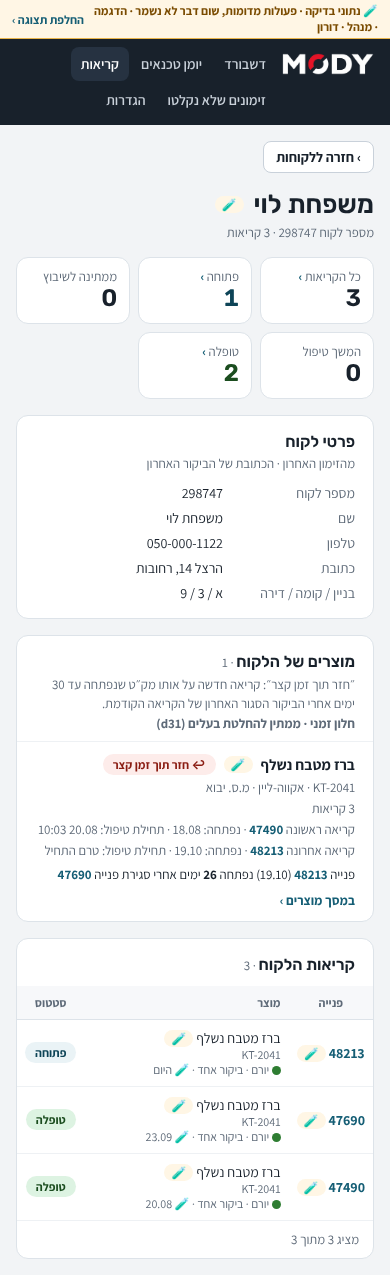 🧪 נתוני בדיקה · פעולות מדומות, שום דבר לא נשמר · הדגמה
· מנהל · דורון
החלפת תצוגה ›
MODY
דשבורד
יומן טכנאים
קריאות
זימונים שלא נקלטו
הגדרות
› חזרה ללקוחות
משפחת לוי 🧪
מספר לקוח 298747 · 3 קריאות
כל הקריאות ›
3
פתוחה ›
1
ממתינה לשיבוץ
0
המשך טיפול
0
טופלה ›
2
פרטי לקוח
מהזימון האחרון · הכתובת של הביקור האחרון
מספר לקוח 298747
שם משפחת לוי
טלפון 050-000-1122
כתובת הרצל 14, רחובות
בניין / קומה / דירה א / 3 / 9
מוצרים של הלקוח · 1
״חזר תוך זמן קצר״: קריאה חדשה על אותו מק״ט שנפתחה עד 30
ימים אחרי הביקור הסגור האחרון של הקריאה הקודמת.
חלון זמני · ממתין להחלטת בעלים (d31)
ברז מטבח נשלף 🧪 ↩ חזר תוך זמן קצר
KT-2041 · אקווה-ליין · מ.ס. יבוא
3 קריאות
קריאה ראשונה 47490 · נפתחה: 18.08 · תחילת טיפול: 20.08 10:03
קריאה אחרונה 48213 · נפתחה: 19.10 · תחילת טיפול: טרם התחיל
פנייה 48213 (19.10) נפתחה 26 ימים אחרי סגירת פנייה 47690
במסך מוצרים ›
קריאות הלקוח · 3
פנייה מוצר סטטוס
48213 🧪 ברז מטבח נשלף 🧪 פתוחה
KT-2041
יורם · ביקור אחד · 🧪 היום
47690 🧪 ברז מטבח נשלף 🧪 טופלה
KT-2041
יורם · ביקור אחד · 🧪 23.09
47490 🧪 ברז מטבח נשלף 🧪 טופלה
KT-2041
יורם · ביקור אחד · 🧪 20.08
מציג 3 מתוך 3